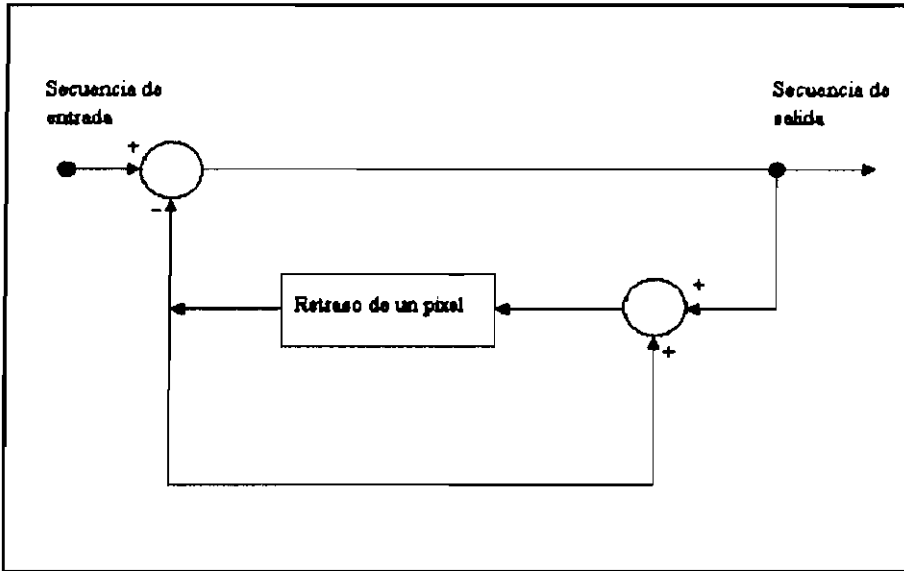 Secuencia de
entrada
Secuencia de
salida
+
-
Retraso de un pixel
+
+